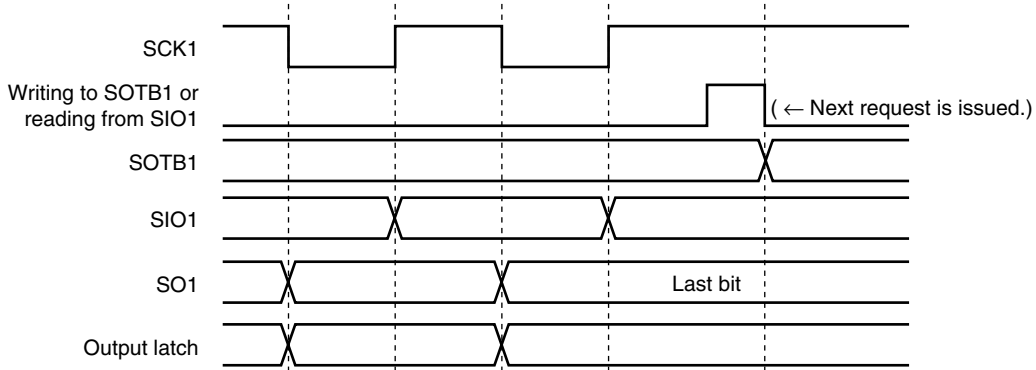 SCK1
Writing to SOTB1 or
reading from SIO1
( ← Next request is issued.)
SOTB1
SIO1
SO1
Last bit
Output latch